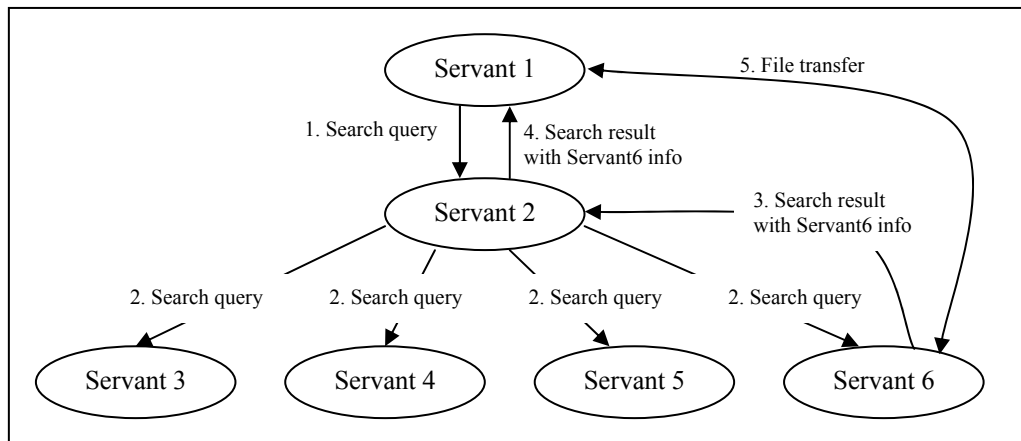 Servant 1
5. File transfer
1. Search query
4. Search result
with Servant6 info
Servant 2
3. Search result
with Servant6 info
2. Search query
2. Search query
2. Search query
2. Search query
Servant 3
Servant 4
Servant 5
Servant 6